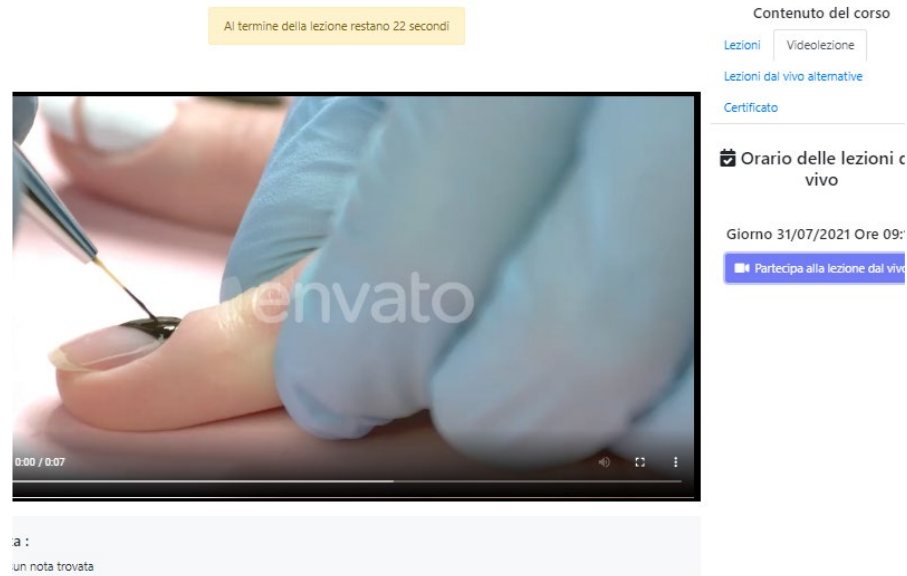 Al termine della lezione restano 22 secondi
Contenuto del corso
Lezioni
Videolezione
Lezioni dal vivo alternative
Certificato
Orario delle lezioni d
vivo
Giorno 31/07/2021 Ore 09:
Partecipa alla lezione dal vivo
envato
0:00 / 0:07
ta :
sun nota trovata